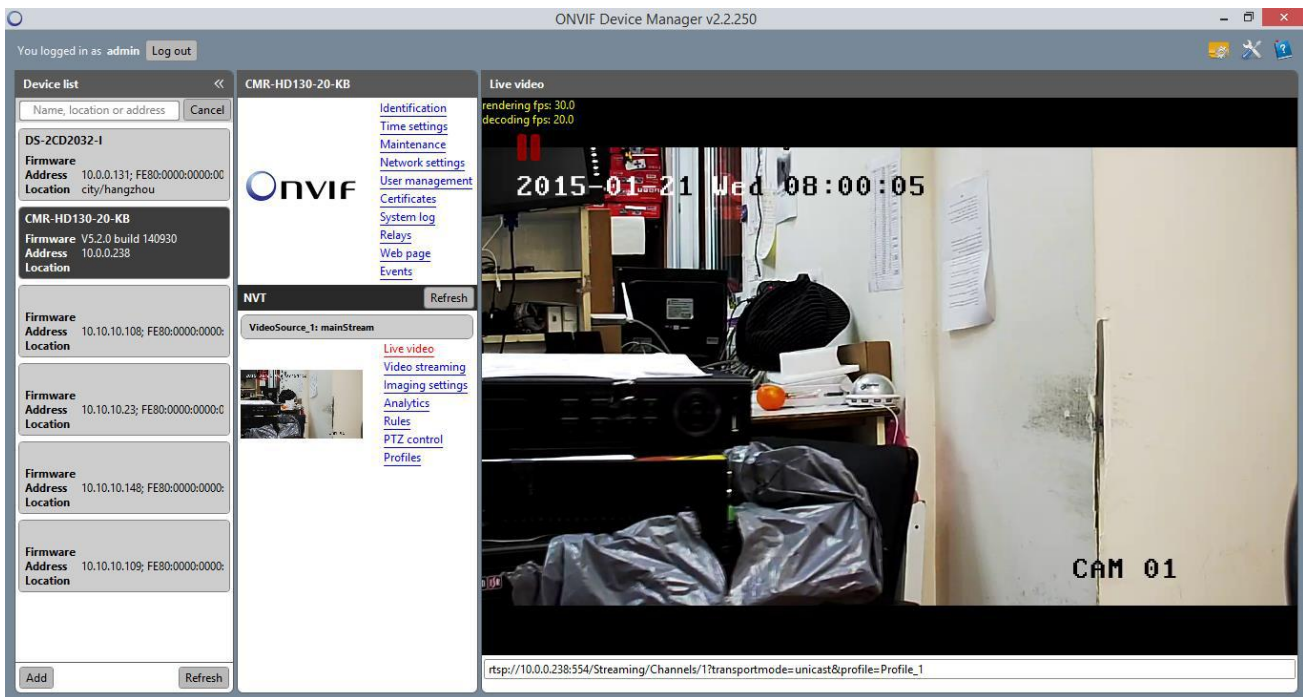 ONVIF Device Manager v2.2.250
You logged in as admin Log out
Device list «
Name, location or address Cancel
DS-2CD2032-I
Firmware
Address 10.0.0.131; FE80:0000:0000:00
Location city/hangzhou
CMR-HD130-20-KB
Firmware V5.2.0 build 140930
Address 10.0.0.238
Location
Firmware
Address 10.10.10.108; FE80:0000:0000:
Location
Firmware
Address 10.10.10.23; FE80:0000:0000:0
Location
Firmware
Address 10.10.10.148; FE80:0000:0000:
Location
Firmware
Address 10.10.10.109; FE80:0000:0000:
Location
Add Refresh
CMR-HD130-20-KB
ONVIF
Identification
Time settings
Maintenance
Network settings
User management
Certificates
System log
Relays
Web page
Events
NVT Refresh
VideoSource_1: mainStream
Live video
Video streaming
Imaging settings
Analytics
Rules
PTZ control
Profiles
Live video
rendering fps: 30.0
decoding fps: 20.0
2015-01-21 Wed 08:00:05
CAM 01
rtsp://10.0.0.238:554/Streaming/Channels/1?transportmode=unicast&profile=Profile_1